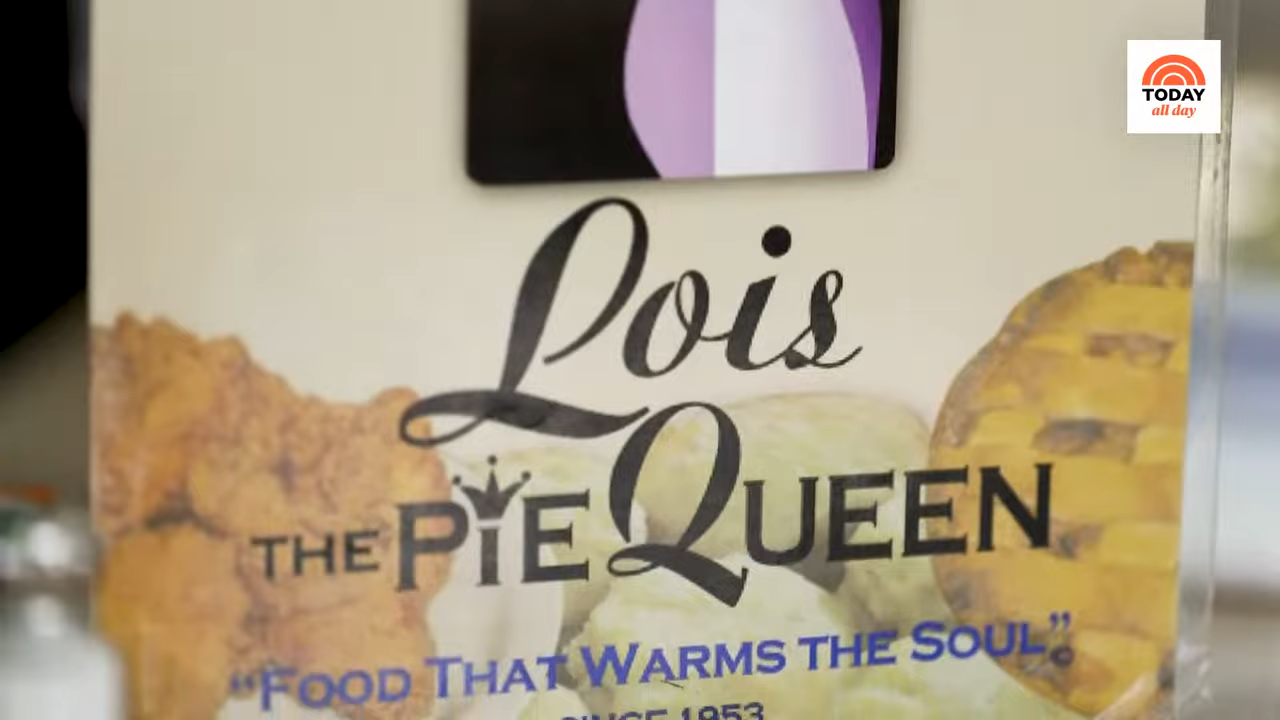 TODAY
all day
Lois
THE PiE QUEEN
“FOOD THAT WARMS THE SOUL”©
SINCE 1953